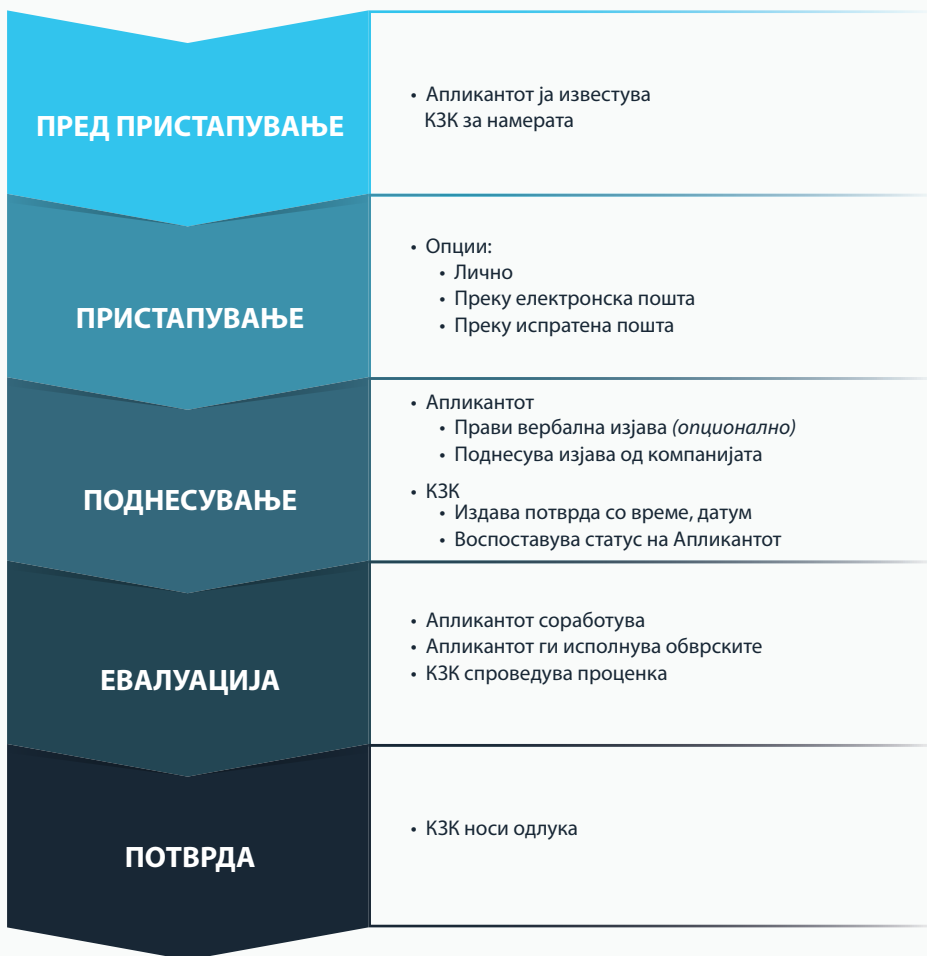 ПРЕД ПРИСТАПУВАЊЕ
• Апликантот ја известува
КЗК за намерата
ПРИСТАПУВАЊЕ
• Опции:
• Лично
• Преку електронска пошта
• Преку испратена пошта
ПОДНЕСУВАЊЕ
• Апликантот
• Прави вербална изјава (опционално)
• Поднесува изјава од компанијата
• КЗК
• Издава потврда со време, датум
• Воспоставува статус на Апликантот
ЕВАЛУАЦИЈА
• Апликантот соработува
• Апликантот ги исполнува обврските
• КЗК спроведува проценка
ПОТВРДА
• КЗК носи одлука